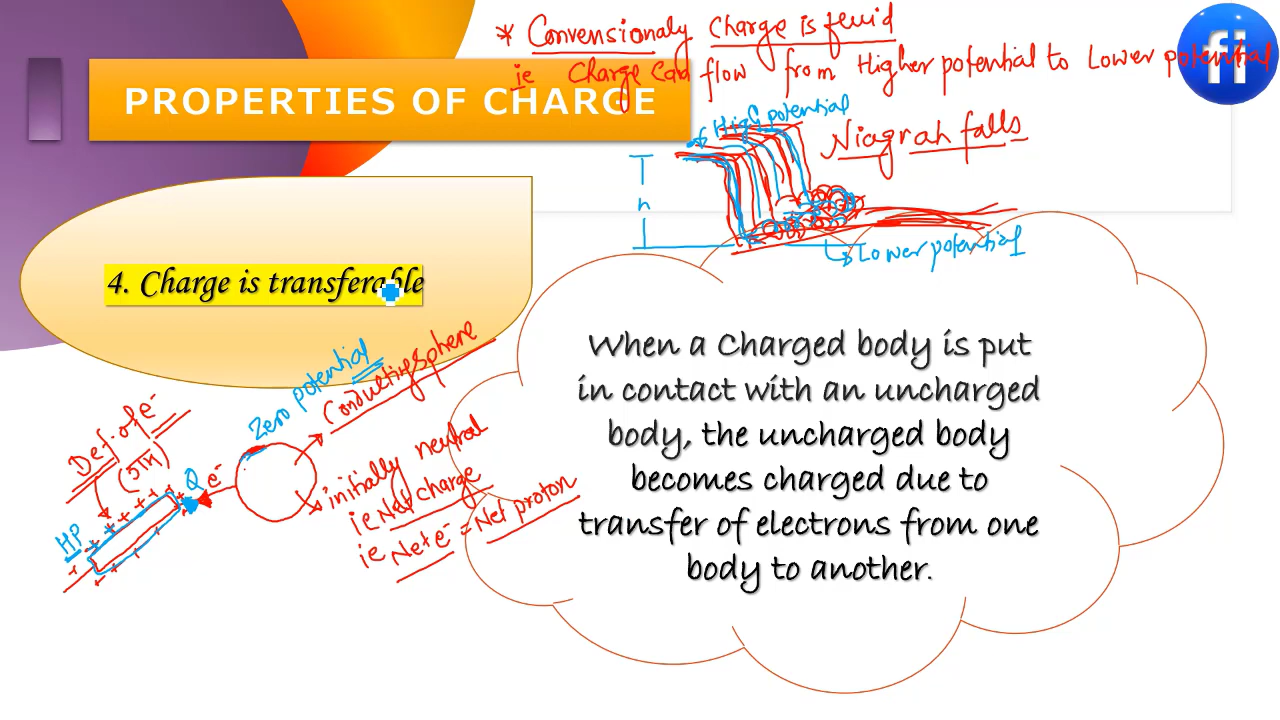 * Convensionaly Charge is fluid
ie Charge Can flow from Higher potential to Lower potential
fi
PROPERTIES OF CHARGE
High potential
Niagrah falls
h
Lower potential
4. Charge is transferable
When a Charged body is put
in contact with an uncharged
body, the uncharged body
becomes charged due to
transfer of electrons from one
body to another.
Zero potential
Conducting sphere
Def. of e-
Q
e-
HP
initially neutral
ie Net charge
ie Net e- = Net proton